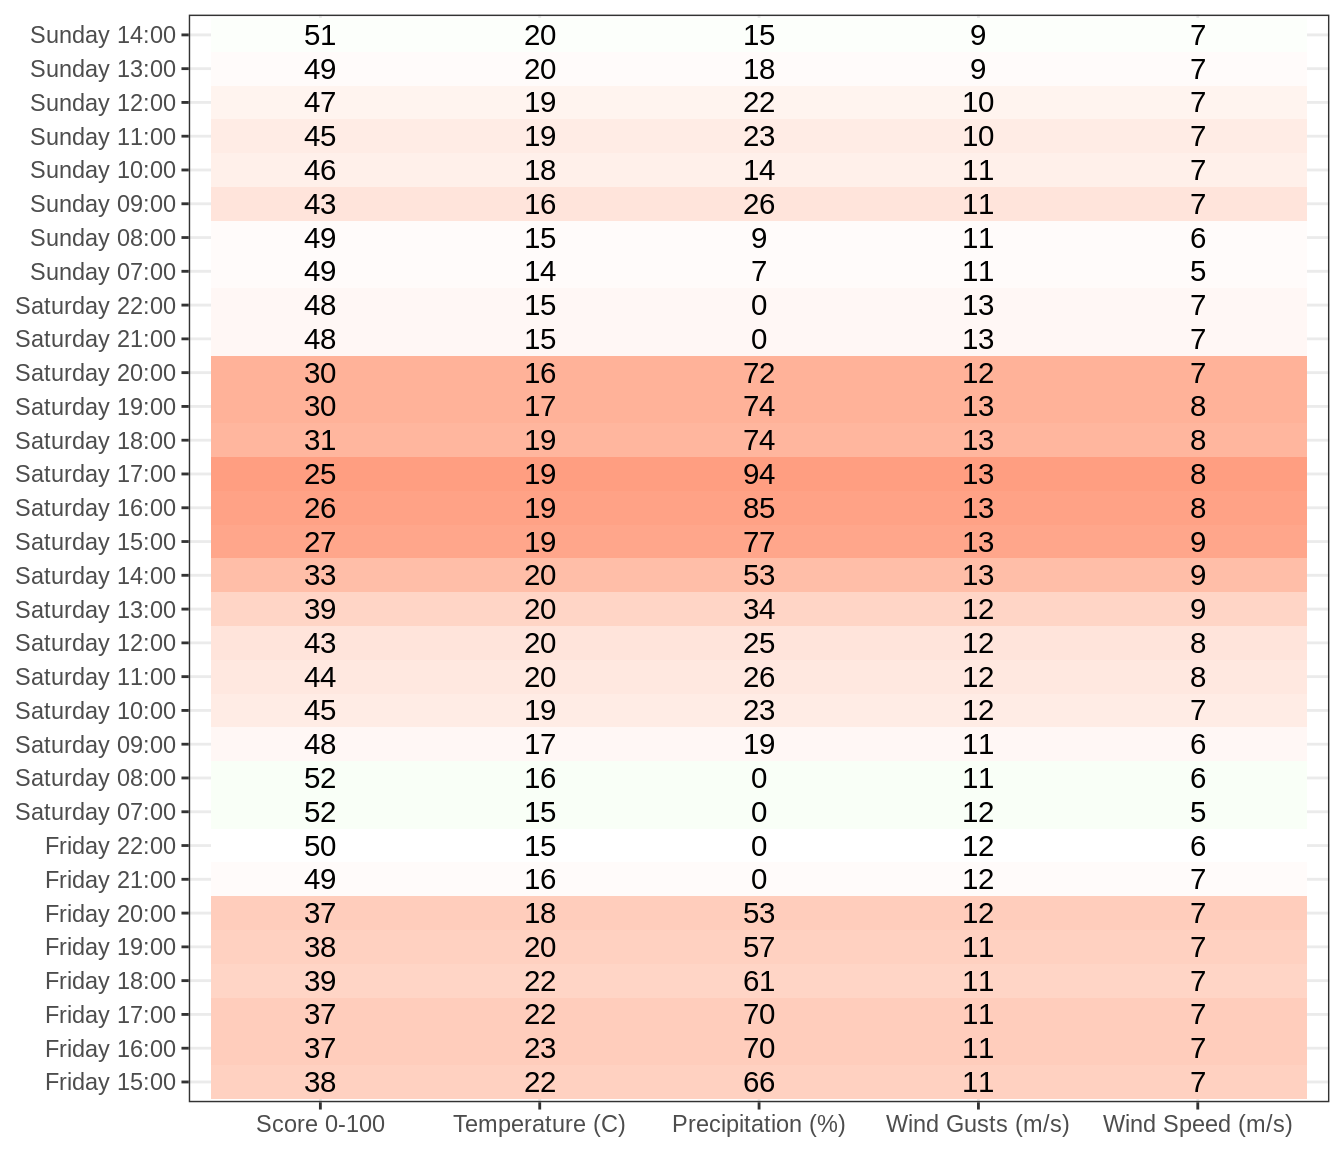 Sunday 14:00 51 20 15 9 7
Sunday 13:00 49 20 18 9 7
Sunday 12:00 47 19 22 10 7
Sunday 11:00 45 19 23 10 7
Sunday 10:00 46 18 14 11 7
Sunday 09:00 43 16 26 11 7
Sunday 08:00 49 15 9 11 6
Sunday 07:00 49 14 7 11 5
Saturday 22:00 48 15 0 13 7
Saturday 21:00 48 15 0 13 7
Saturday 20:00 30 16 72 12 7
Saturday 19:00 30 17 74 13 8
Saturday 18:00 31 19 74 13 8
Saturday 17:00 25 19 94 13 8
Saturday 16:00 26 19 85 13 8
Saturday 15:00 27 19 77 13 9
Saturday 14:00 33 20 53 13 9
Saturday 13:00 39 20 34 12 9
Saturday 12:00 43 20 25 12 8
Saturday 11:00 44 20 26 12 8
Saturday 10:00 45 19 23 12 7
Saturday 09:00 48 17 19 11 6
Saturday 08:00 52 16 0 11 6
Saturday 07:00 52 15 0 12 5
Friday 22:00 50 15 0 12 6
Friday 21:00 49 16 0 12 7
Friday 20:00 37 18 53 12 7
Friday 19:00 38 20 57 11 7
Friday 18:00 39 22 61 11 7
Friday 17:00 37 22 70 11 7
Friday 16:00 37 23 70 11 7
Friday 15:00 38 22 66 11 7
Score 0-100 Temperature (C) Precipitation (%) Wind Gusts (m/s) Wind Speed (m/s)